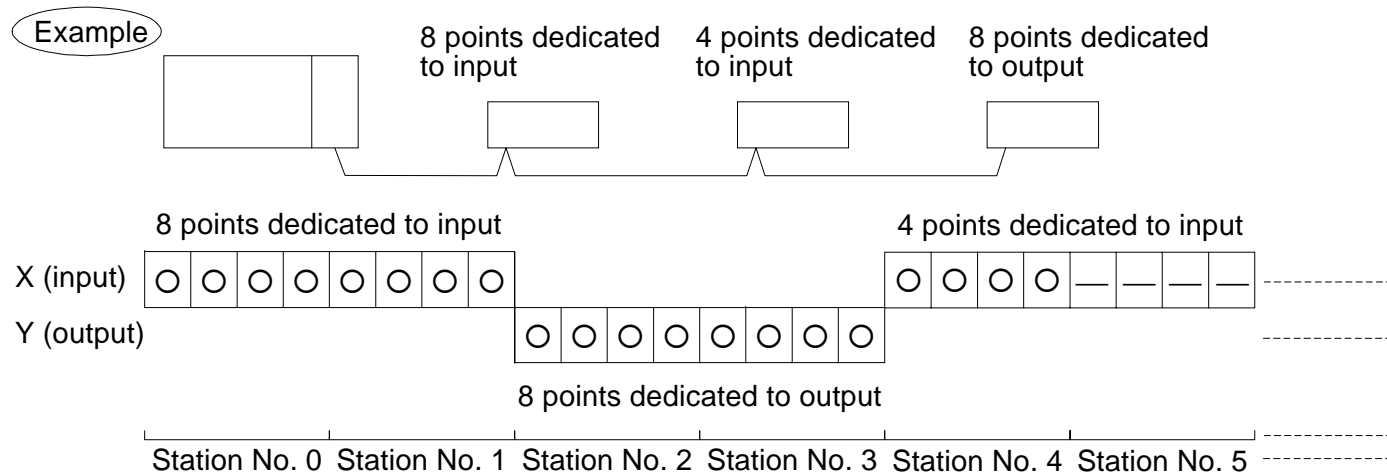 Example
8 points dedicated
to input
4 points dedicated
to input
8 points dedicated
to output
8 points dedicated to input
4 points dedicated to input
X (input)
Y (output)
8 points dedicated to output
Station No. 0 Station No. 1 Station No. 2 Station No. 3 Station No. 4 Station No. 5